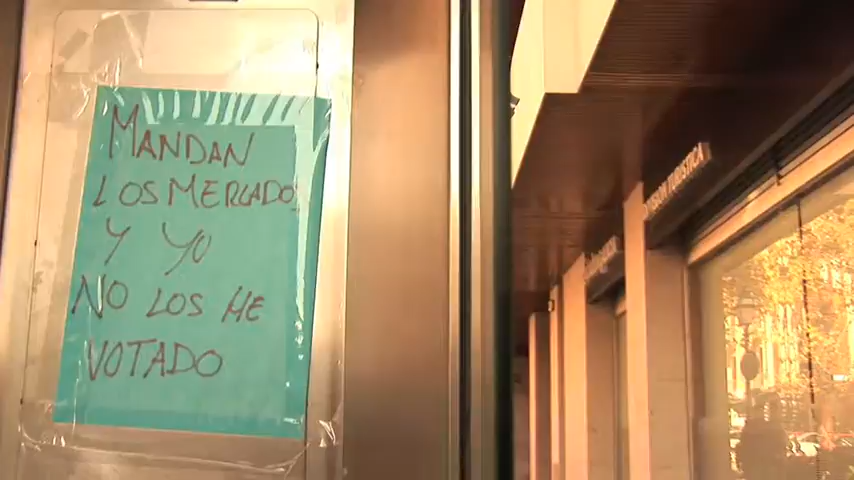 MANDAN
LOS MERCADOS
Y YO
NO LOS HE
VOTADO